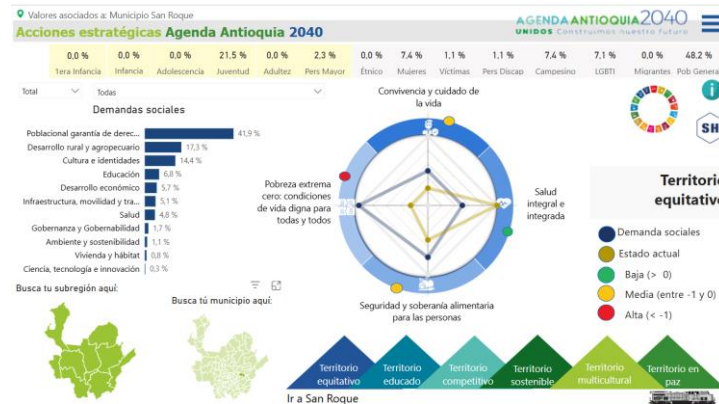 Valores asociados a: Municipio San Roque
Acciones estratégicas Agenda Antioquia 2040
AGENDA ANTIOQUIA 2040
UNIDOS Construimos nuestro futuro
0,0 % 0,0 % 0,0 % 21,5 % 0,0 % 2,3 % 0,0 % 7,4 % 1,1 % 1,1 % 7,4 % 7,1 % 0,0 % 48,2 %
1era Infancia Infancia Adolescencia Juventud Adultez Pers Mayor Étnico Mujeres Víctimas Pers Discap Campesino LGBTI Migrantes Pob General
Total Todas
Demandas sociales
Poblacional garantía de derec... 41,9 %
Desarrollo rural y agropecuario 17,3 %
Cultura e identidades 14,4 %
Educación 6,8 %
Desarrollo económico 5,7 %
Infraestructura, movilidad y tra... 5,1 %
Salud 4,8 %
Gobernanza y Gobernabilidad 1,7 %
Ambiente y sostenibilidad 1,1 %
Vivienda y hábitat 0,8 %
Ciencia, tecnología e innovación 0,3 %
Busca tu subregión aquí:
Busca tú municipio aquí:
Convivencia y cuidado de
la vida
Pobreza extrema
cero: condiciones
de vida digna para
todas y todos
Salud
integral e
integrada
Seguridad y soberanía alimentaria
para las personas
i
SH
Territorio
equitativo
Demanda sociales
Estado actual
Baja (> 0)
Media (entre -1 y 0)
Alta (< -1)
Territorio
equitativo
Territorio
educado
Territorio
competitivo
Territorio
sostenible
Territorio
multicultural
Territorio en
paz
Ir a San Roque